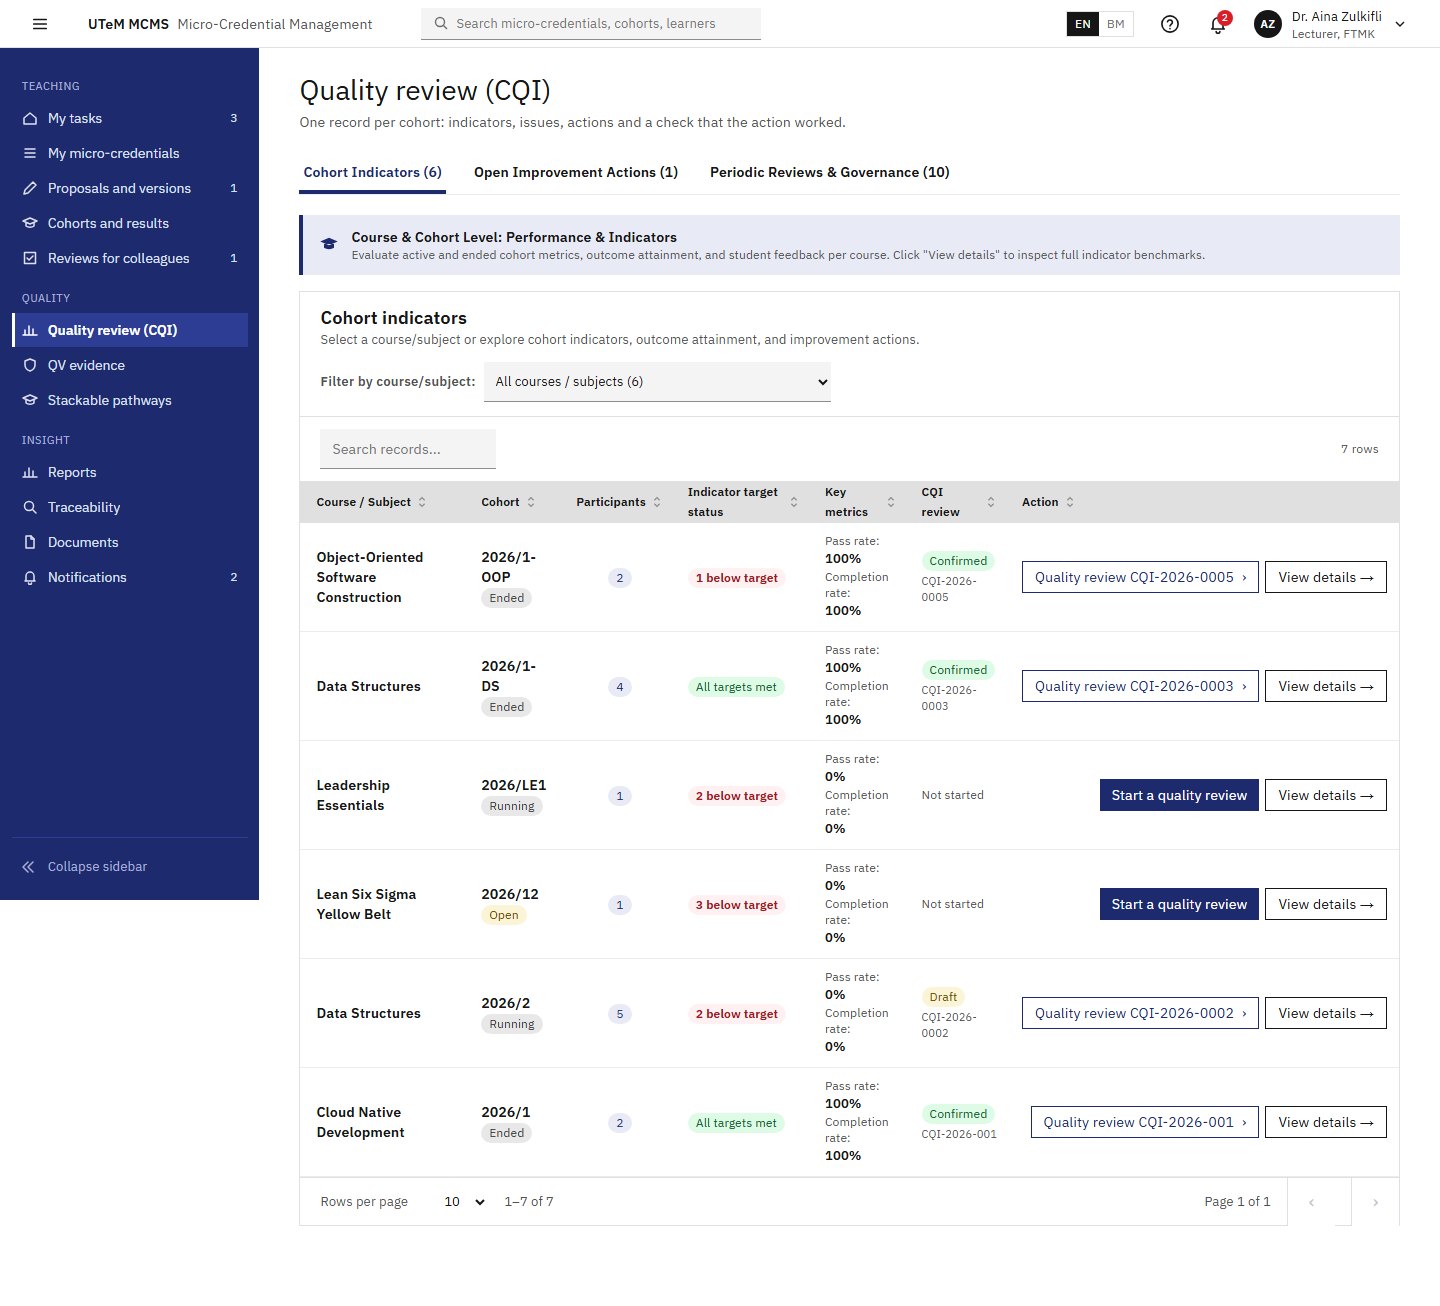 UTeM MCMS Micro-Credential Management
Search micro-credentials, cohorts, learners
EN BM
2
AZ
Dr. Aina Zulkifli
Lecturer, FTMK
TEACHING
My tasks 3
My micro-credentials
Proposals and versions 1
Cohorts and results
Reviews for colleagues 1
QUALITY
Quality review (CQI)
QV evidence
Stackable pathways
INSIGHT
Reports
Traceability
Documents
Notifications 2
Collapse sidebar
Quality review (CQI)
One record per cohort: indicators, issues, actions and a check that the action worked.
Cohort Indicators (6) Open Improvement Actions (1) Periodic Reviews & Governance (10)
Course & Cohort Level: Performance & Indicators
Evaluate active and ended cohort metrics, outcome attainment, and student feedback per course. Click "View details" to inspect full indicator benchmarks.
Cohort indicators
Select a course/subject or explore cohort indicators, outcome attainment, and improvement actions.
Filter by course/subject: All courses / subjects (6)
Search records... 7 rows
Course / Subject Cohort Participants Indicator target status Key metrics CQI review Action
Object-Oriented
Software
Construction
2026/1-
OOP
Ended
2
1 below target
Pass rate:
100%
Completion
rate:
100%
Confirmed
CQI-2026-
0005
Quality review CQI-2026-0005 › View details →
Data Structures
2026/1-
DS
Ended
4
All targets met
Pass rate:
100%
Completion
rate:
100%
Confirmed
CQI-2026-
0003
Quality review CQI-2026-0003 › View details →
Leadership
Essentials
2026/LE1
Running
1
2 below target
Pass rate:
0%
Completion
rate:
0%
Not started
Start a quality review View details →
Lean Six Sigma
Yellow Belt
2026/12
Open
1
3 below target
Pass rate:
0%
Completion
rate:
0%
Not started
Start a quality review View details →
Data Structures
2026/2
Running
5
2 below target
Pass rate:
0%
Completion
rate:
0%
Draft
CQI-2026-
0002
Quality review CQI-2026-0002 › View details →
Cloud Native
Development
2026/1
Ended
2
All targets met
Pass rate:
100%
Completion
rate:
100%
Confirmed
CQI-2026-001
Quality review CQI-2026-001 › View details →
Rows per page 10 1–7 of 7 Page 1 of 1 ‹ ›